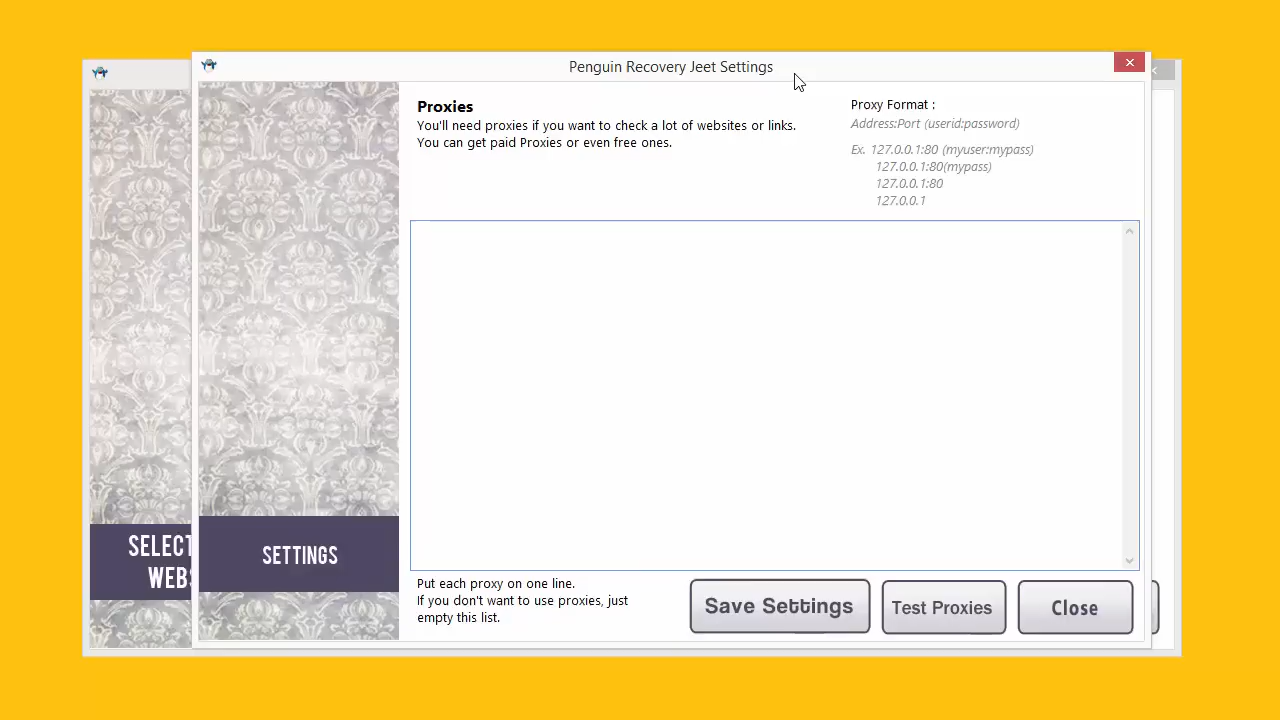 Penguin Recovery Jeet Settings
Proxies
You'll need proxies if you want to check a lot of websites or links.
You can get paid Proxies or even free ones.
Proxy Format :
Address:Port (userid:password)
Ex. 127.0.0.1:80 (myuser:mypass)
127.0.0.1:80(mypass)
127.0.0.1:80
127.0.0.1
SELECT
SETTINGS
Put each proxy on one line.
If you don't want to use proxies, just
empty this list.
Save Settings
Test Proxies
Close